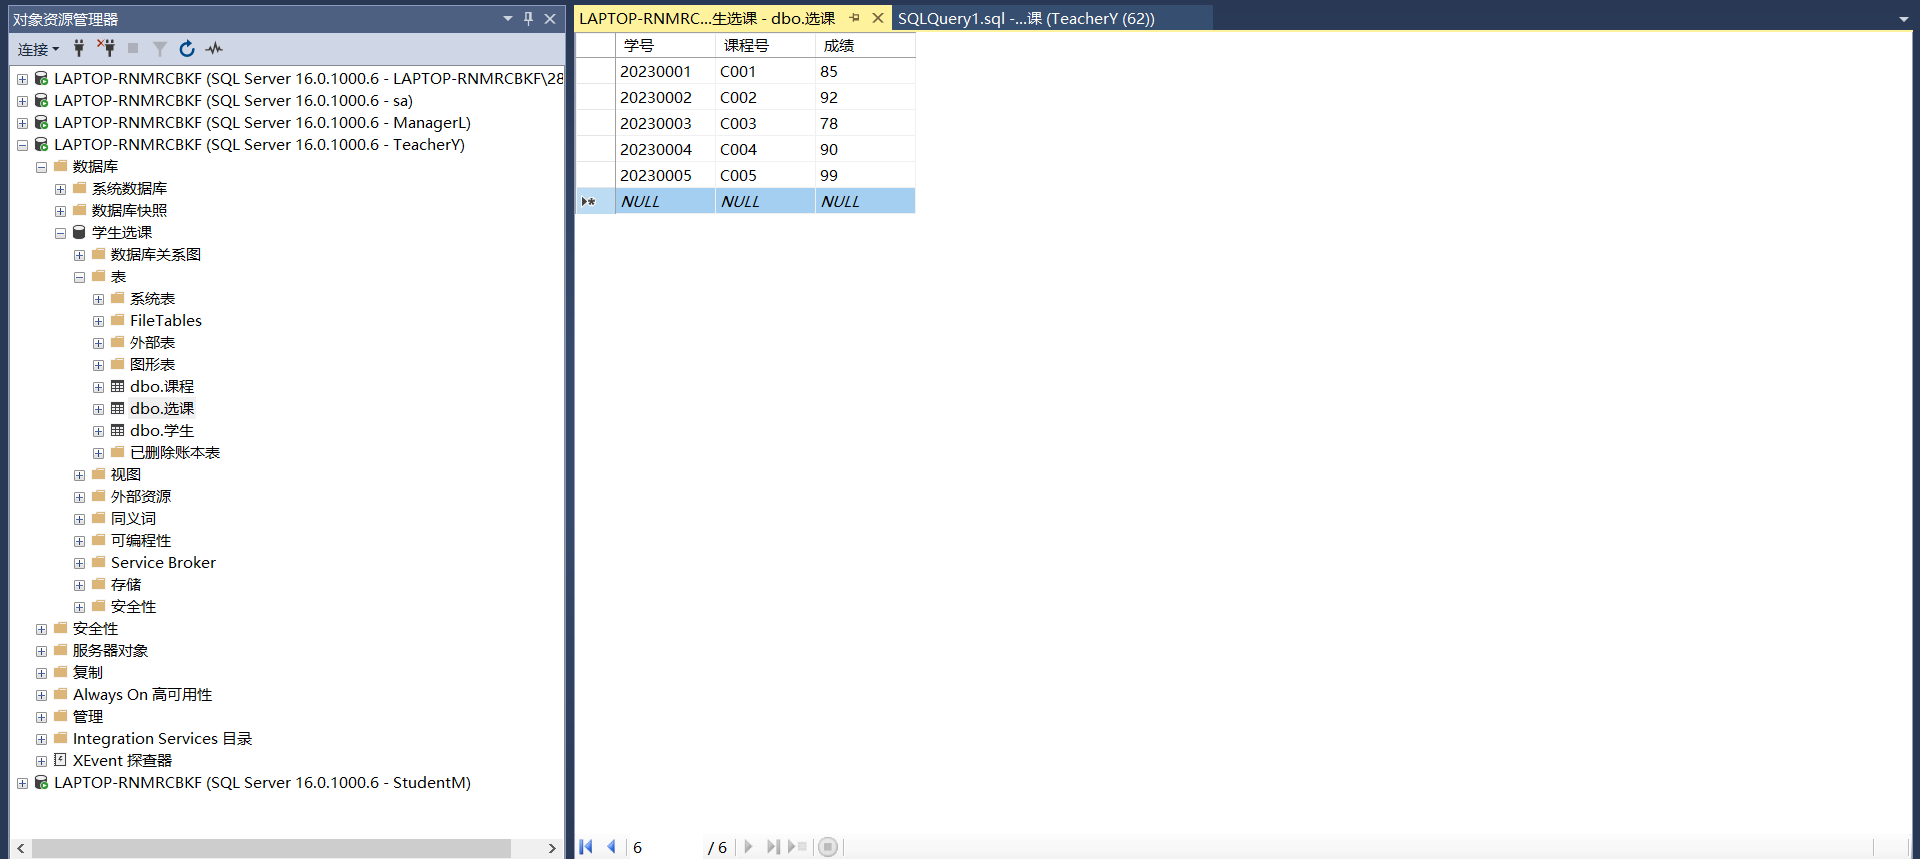 对象资源管理器
连接
LAPTOP-RNMRCBKF (SQL Server 16.0.1000.6 - LAPTOP-RNMRCBKF\28
LAPTOP-RNMRCBKF (SQL Server 16.0.1000.6 - sa)
LAPTOP-RNMRCBKF (SQL Server 16.0.1000.6 - ManagerL)
LAPTOP-RNMRCBKF (SQL Server 16.0.1000.6 - TeacherY)
数据库
系统数据库
数据库快照
学生选课
数据库关系图
表
系统表
FileTables
外部表
图形表
dbo.课程
dbo.选课
dbo.学生
已删除账本表
视图
外部资源
同义词
可编程性
Service Broker
存储
安全性
安全性
服务器对象
复制
Always On 高可用性
管理
Integration Services 目录
XEvent 探查器
LAPTOP-RNMRCBKF (SQL Server 16.0.1000.6 - StudentM)
LAPTOP-RNMRC...生选课 - dbo.选课 SQLQuery1.sql -...课 (TeacherY (62))
学号 课程号 成绩
20230001 C001 85
20230002 C002 92
20230003 C003 78
20230004 C004 90
20230005 C005 99
NULL NULL NULL
6 / 6